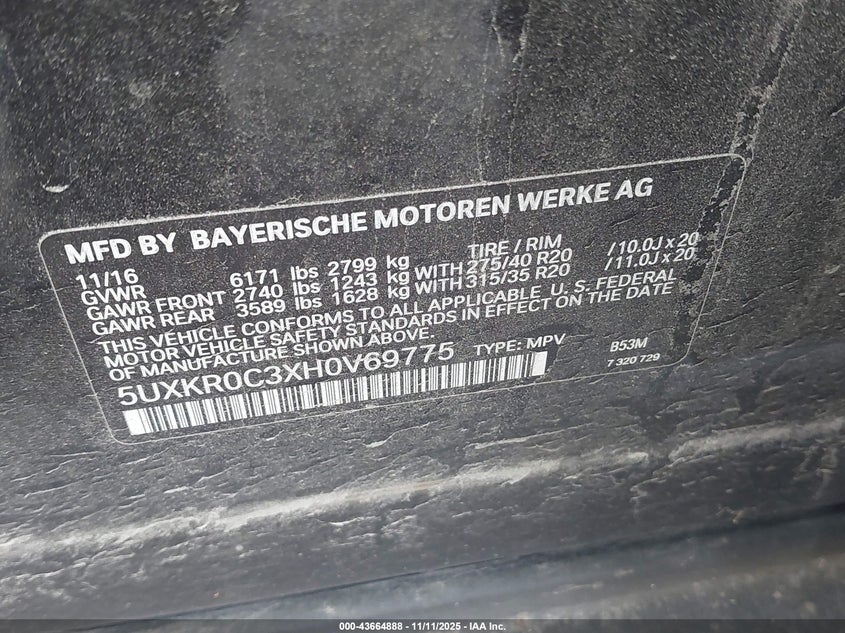 MFD BY BAYERISCHE MOTOREN WERKE AG
11/16 TIRE / RIM
GVWR 6171 lbs 2799 kg
GAWR FRONT 2740 lbs 1243 kg WITH 275/40 R20 /10.0J x 20
GAWR REAR 3589 lbs 1628 kg WITH 315/35 R20 /11.0J x 20
THIS VEHICLE CONFORMS TO ALL APPLICABLE U. S. FEDERAL
MOTOR VEHICLE SAFETY STANDARDS IN EFFECT ON THE DATE
OF MANUFACTURE SHOWN ABOVE.
5UXKR0C3XH0V69775 TYPE: MPV B53M
7 320 729
000-43664888 - 11/11/2025 - IAA Inc.